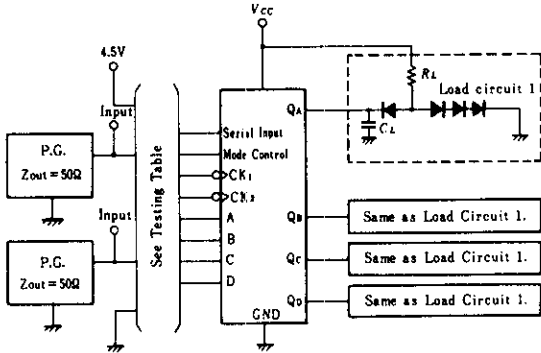 VCC
4.5V
RL
Load circuit 1
Input
QA
CL
P.G.
Zout = 50Ω
See Testing Table
Serial Input
Mode Control
CK1
CK2
Input
A
QB
Same as Load Circuit 1.
B
P.G.
Zout = 50Ω
C
QC
Same as Load Circuit 1.
D
QD
Same as Load Circuit 1.
GND